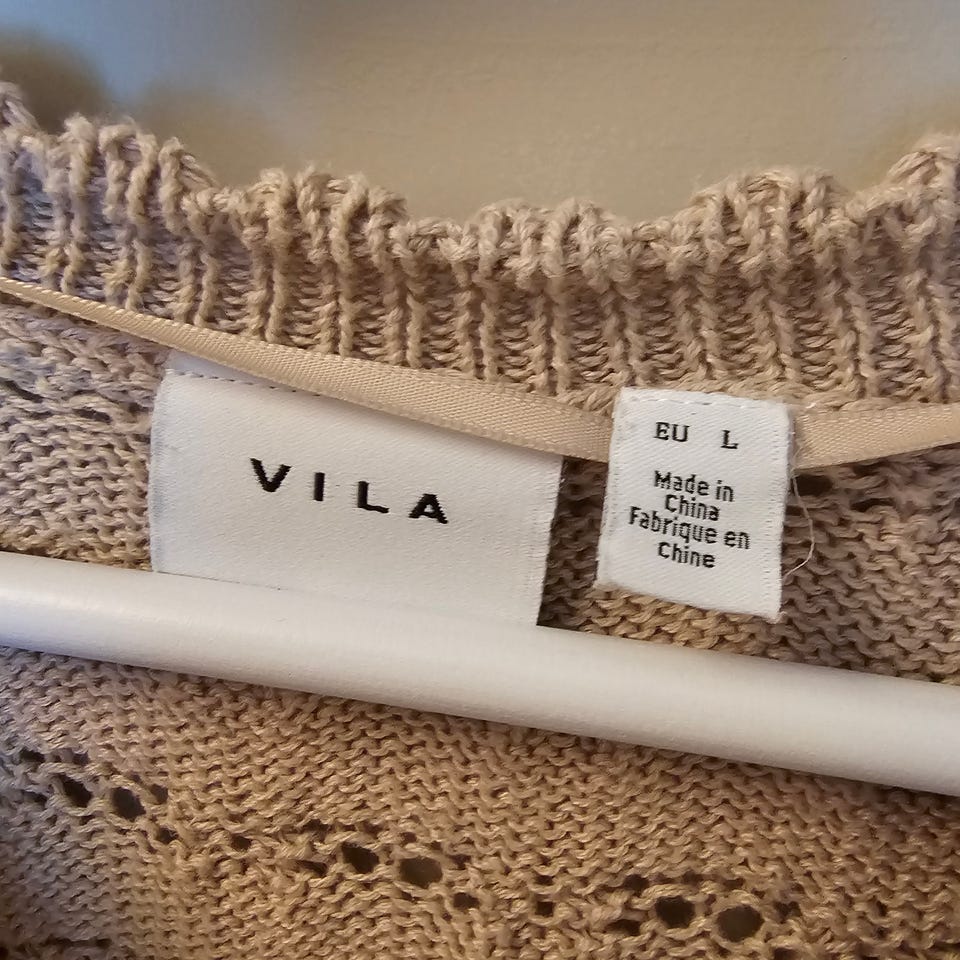 VILA
EU L
Made in
China
Fabrique en
Chine